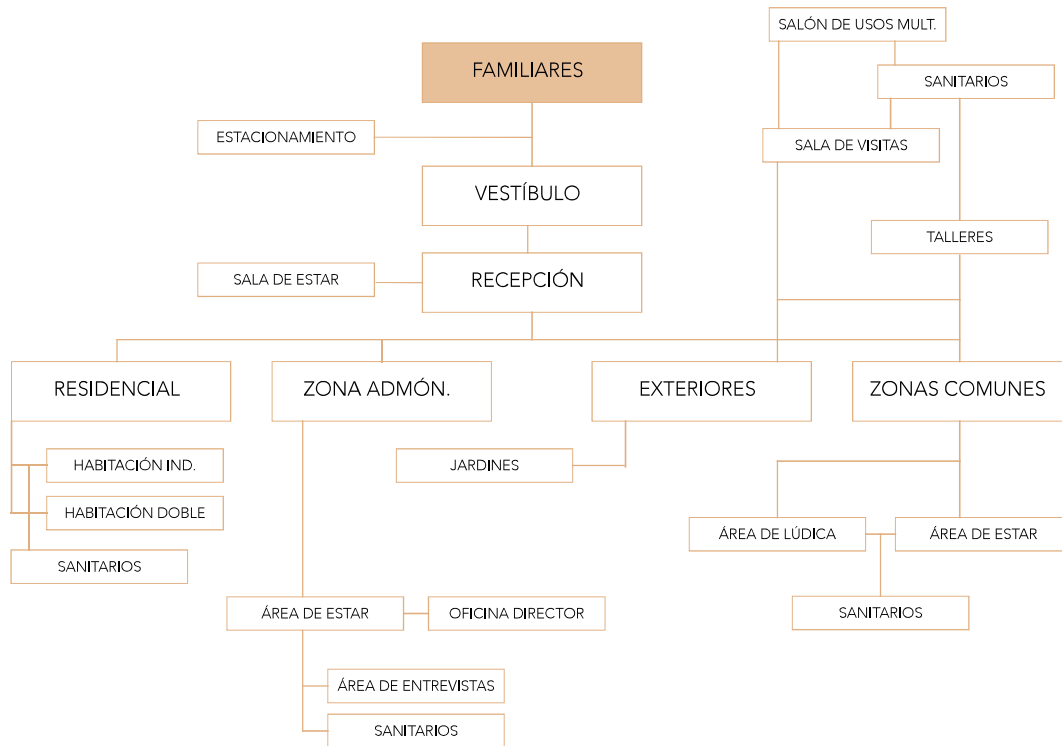 SALÓN DE USOS MULT.
FAMILIARES
SANITARIOS
ESTACIONAMIENTO
SALA DE VISITAS
VESTÍBULO
TALLERES
SALA DE ESTAR
RECEPCIÓN
RESIDENCIAL
ZONA ADMÓN.
EXTERIORES
ZONAS COMUNES
HABITACIÓN IND.
JARDINES
HABITACIÓN DOBLE
ÁREA DE LÚDICA
ÁREA DE ESTAR
SANITARIOS
ÁREA DE ESTAR
OFICINA DIRECTOR
SANITARIOS
ÁREA DE ENTREVISTAS
SANITARIOS